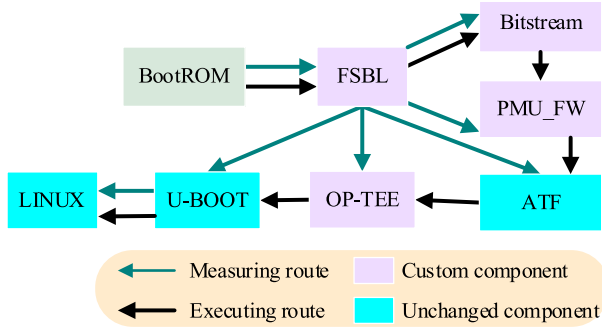 Bitstream
BootROM
FSBL
PMU_FW
LINUX
U-BOOT
OP-TEE
ATF
Measuring route
Custom component
Executing route
Unchanged component